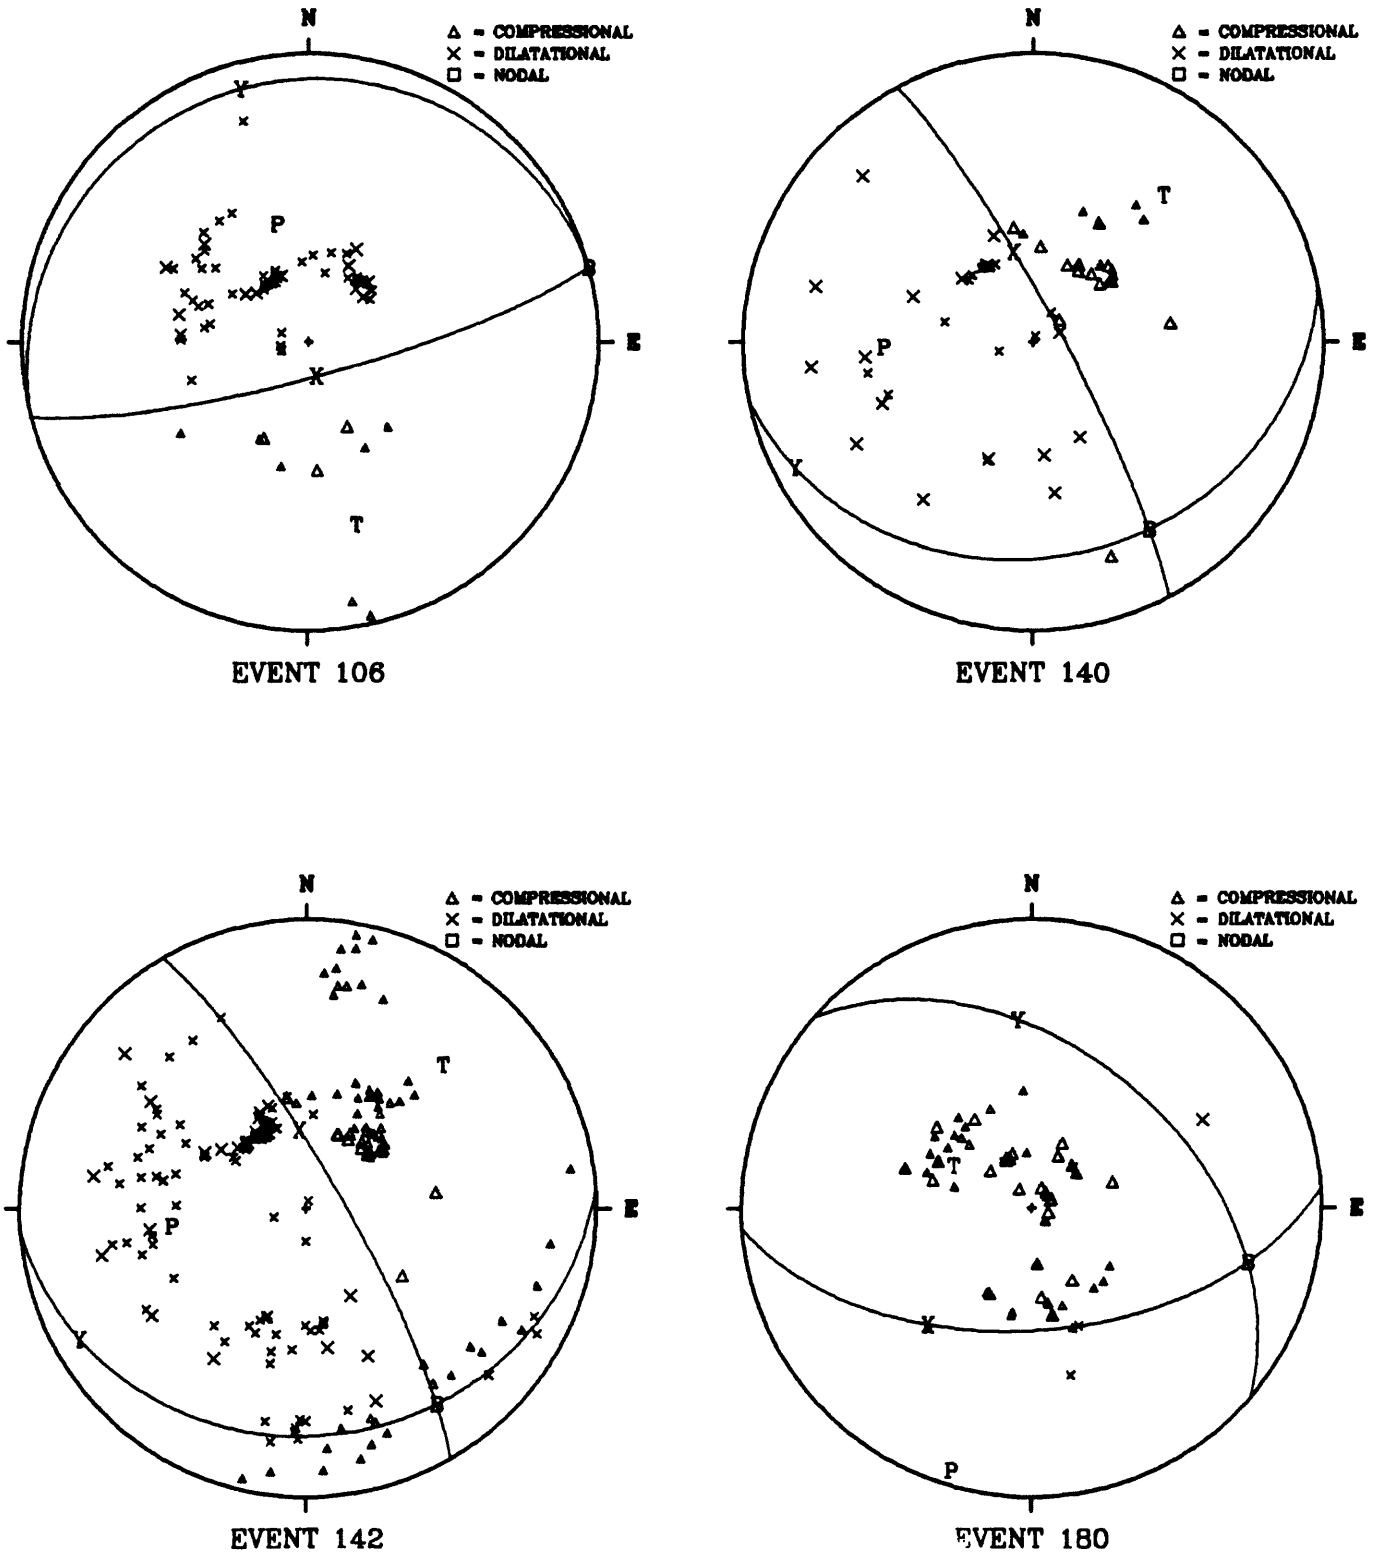 N
△ = COMPRESSIONAL
× = DILATATIONAL
□ = NODAL
Y
P
B
E
X
T
EVENT 106
N
△ = COMPRESSIONAL
× = DILATATIONAL
□ = NODAL
T
X
E
P
Y
B
EVENT 140
N
△ = COMPRESSIONAL
× = DILATATIONAL
□ = NODAL
T
X
E
P
Y
B
EVENT 142
N
△ = COMPRESSIONAL
× = DILATATIONAL
□ = NODAL
Y
T
E
B
X
P
EVENT 180